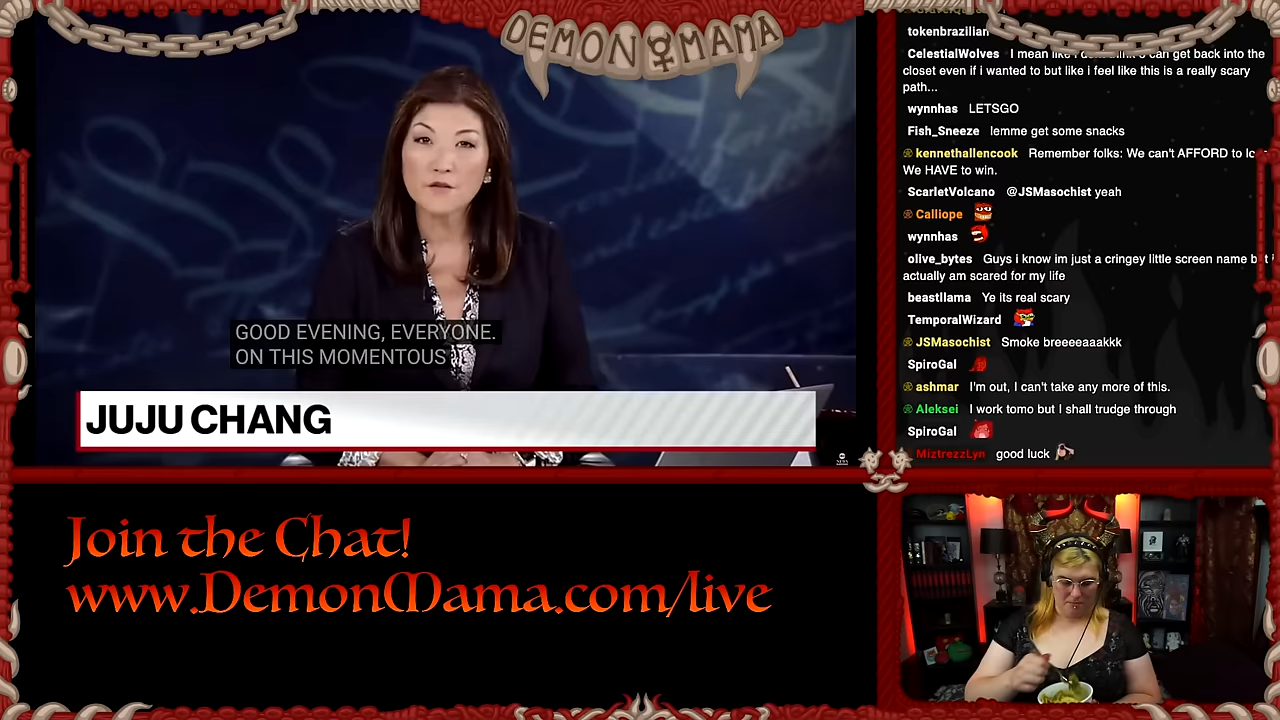 DEMON MAMA
GOOD EVENING, EVERYONE.
ON THIS MOMENTOUS
JUJU CHANG
NEWS
Join the Chat!
www.DemonMama.com/live
tokenbrazilian
CelestialWolves I mean like i can get back into the
closet even if i wanted to but like i feel like this is a really scary
path...
wynnhas LETSGO
Fish_Sneeze lemme get some snacks
kennethallencook Remember folks: We can't AFFORD to
We HAVE to win.
ScarletVolcano @JSMasochist yeah
Calliope
wynnhas
olive_bytes Guys i know im just a cringey little screen name but i
actually am scared for my life
beastllama Ye its real scary
TemporalWizard
JSMasochist Smoke breeeeaaakkk
SpiroGal
ashmar I'm out, I can't take any more of this.
Aleksei I work tomo but I shall trudge through
SpiroGal
MiztrezzLyn good luck